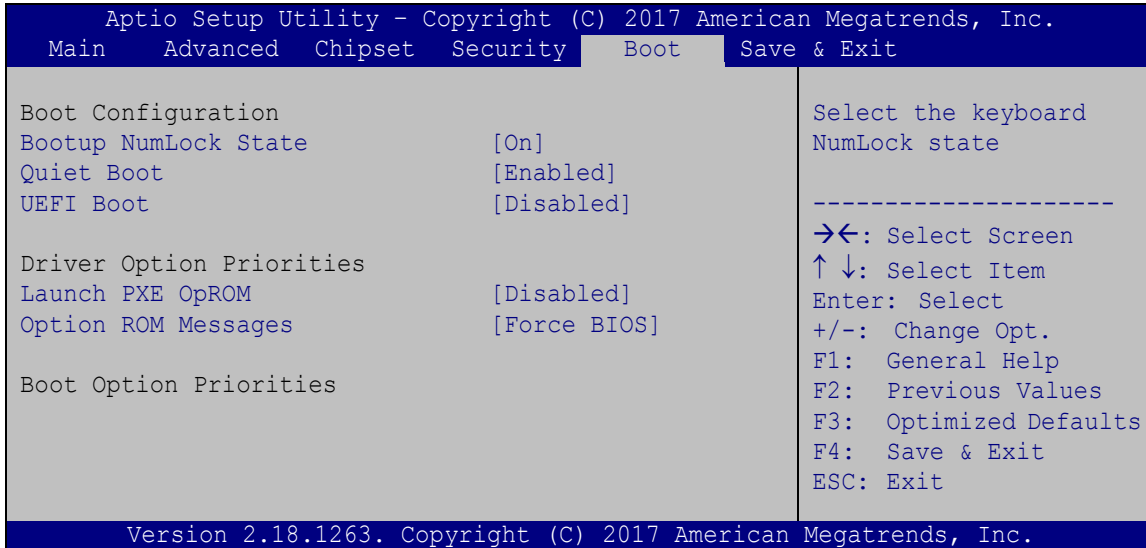 Aptio Setup Utility – Copyright (C) 2017 American Megatrends, Inc.
Main Advanced Chipset Security Boot Save & Exit
Boot Configuration
Bootup NumLock State [On]
Quiet Boot [Enabled]
UEFI Boot [Disabled]
Driver Option Priorities
Launch PXE OpROM [Disabled]
Option ROM Messages [Force BIOS]
Boot Option Priorities
Select the keyboard
NumLock state
---------------------
→←: Select Screen
↑ ↓: Select Item
Enter: Select
+/-: Change Opt.
F1: General Help
F2: Previous Values
F3: Optimized Defaults
F4: Save & Exit
ESC: Exit
Version 2.18.1263. Copyright (C) 2017 American Megatrends, Inc.